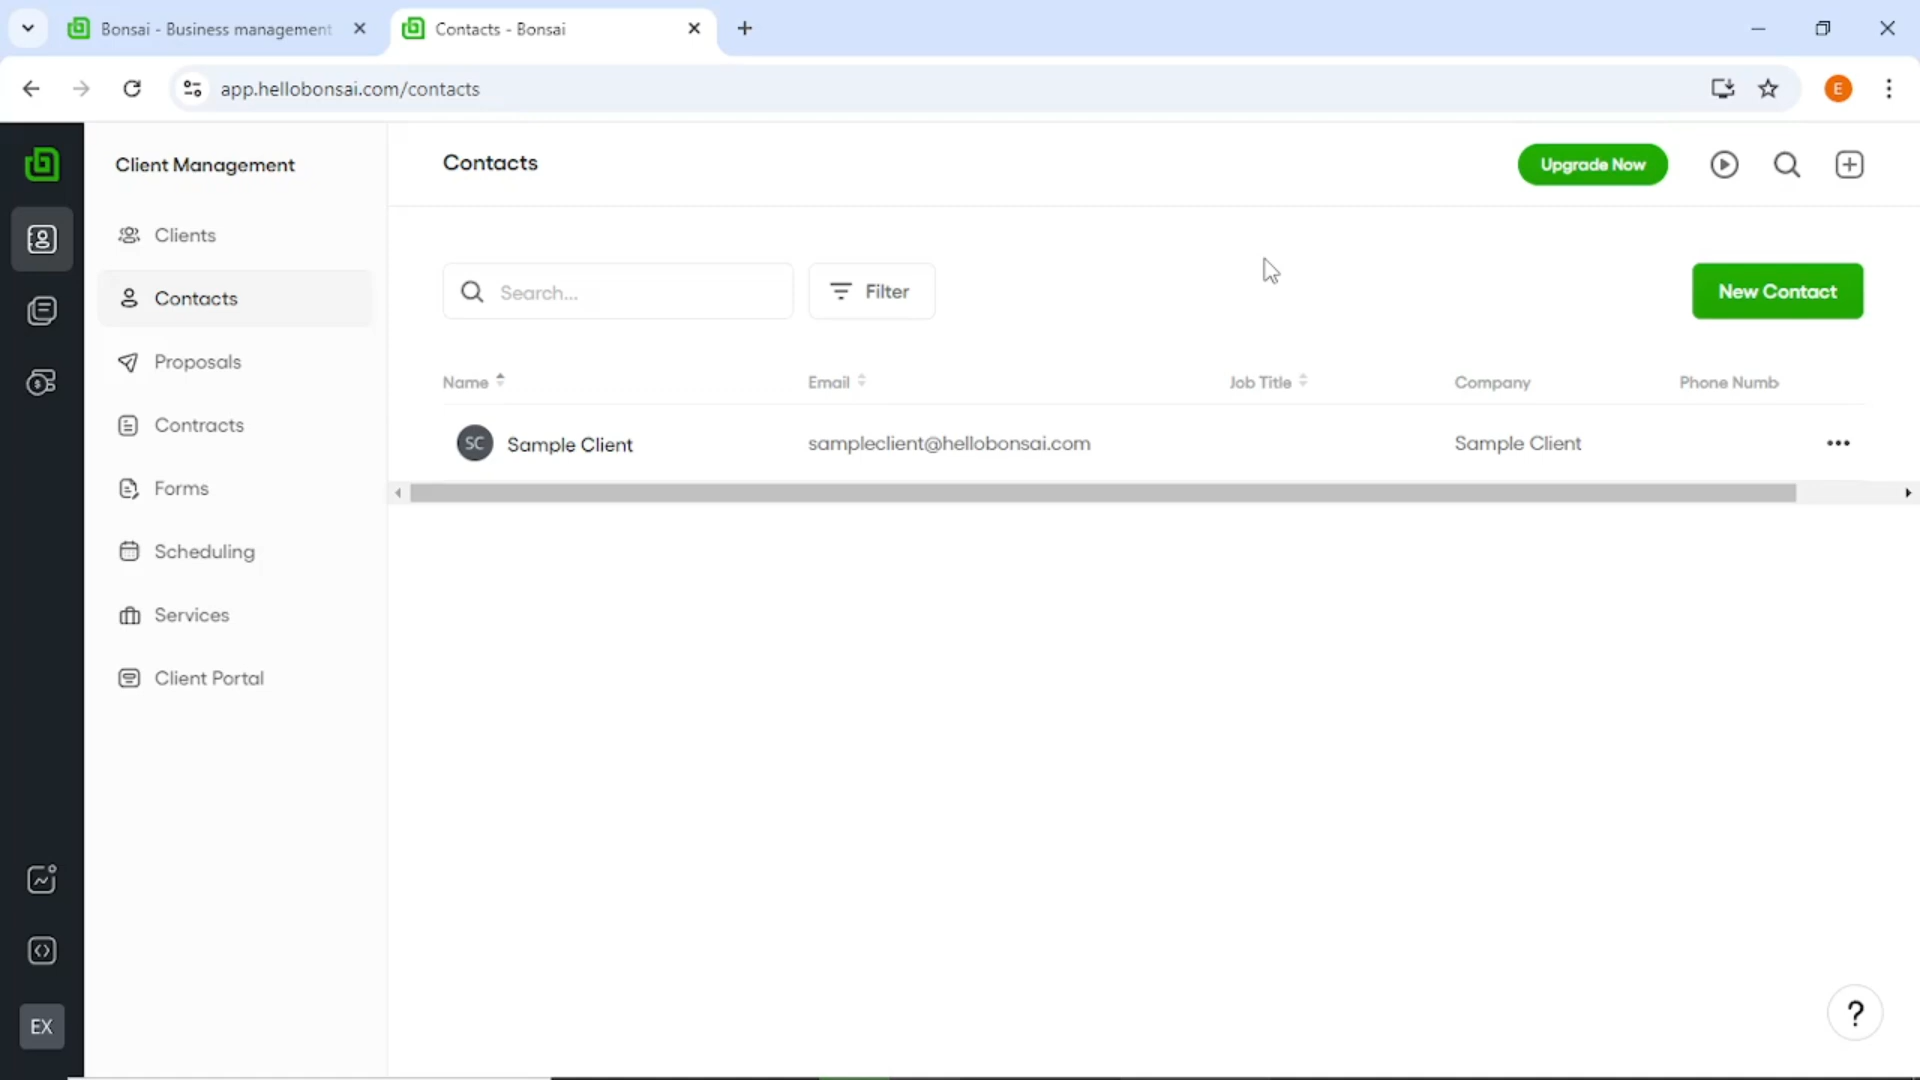 Bonsai - Business management
Contacts - Bonsai
app.hellobonsai.com/contacts
E
Client Management
Contacts
Upgrade Now
Clients
Contacts
Proposals
Contracts
Forms
Scheduling
Services
Client Portal
Search...
Filter
New Contact
Name
Email
Job Title
Company
Phone Numb
SC
Sample Client
sampleclient@hellobonsai.com
Sample Client
EX
?